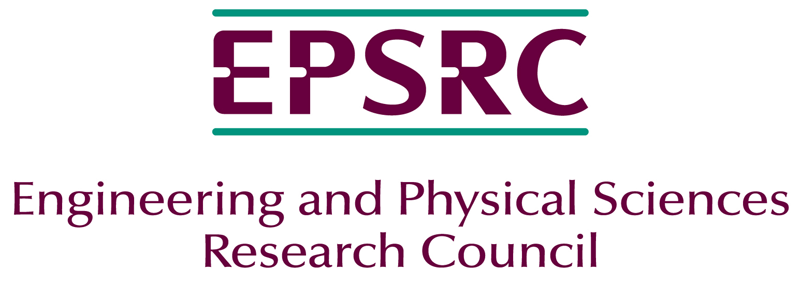 EPSRC
Engineering and Physical Sciences
Research Council